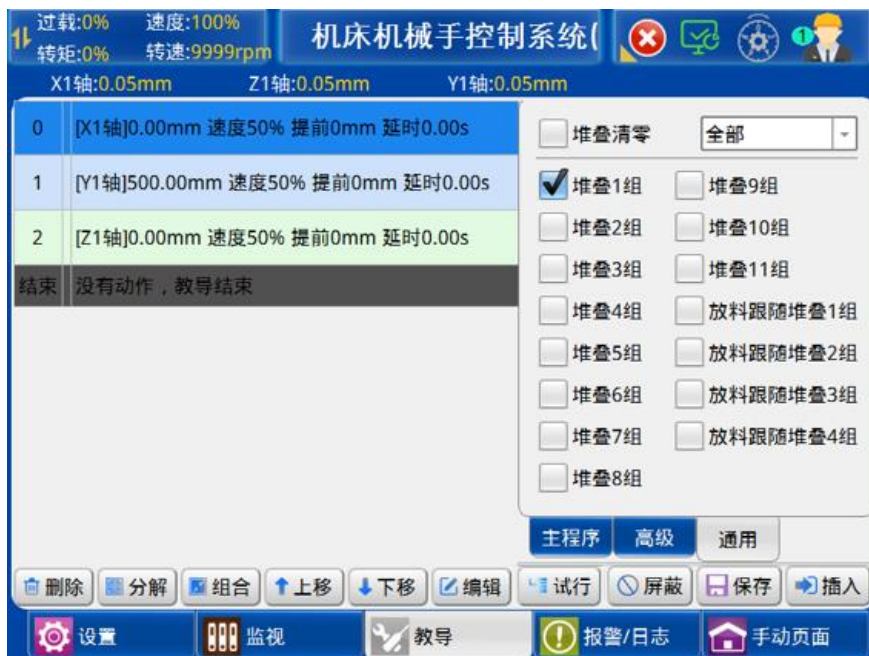 过载:0% 速度:100%
转矩:0% 转速:9999rpm
机床机械手控制系统(
1
X1轴:0.05mm Z1轴:0.05mm Y1轴:0.05mm
0 [X1轴]0.00mm 速度50% 提前0mm 延时0.00s
1 [Y1轴]500.00mm 速度50% 提前0mm 延时0.00s
2 [Z1轴]0.00mm 速度50% 提前0mm 延时0.00s
结束 没有动作，教导结束
堆叠清零 全部
堆叠1组 堆叠9组
堆叠2组 堆叠10组
堆叠3组 堆叠11组
堆叠4组 放料跟随堆叠1组
堆叠5组 放料跟随堆叠2组
堆叠6组 放料跟随堆叠3组
堆叠7组 放料跟随堆叠4组
堆叠8组
主程序 高级 通用
删除 分解 组合 上移 下移 编辑 试行 屏蔽 保存 插入
设置 监视 教导 报警/日志 手动页面